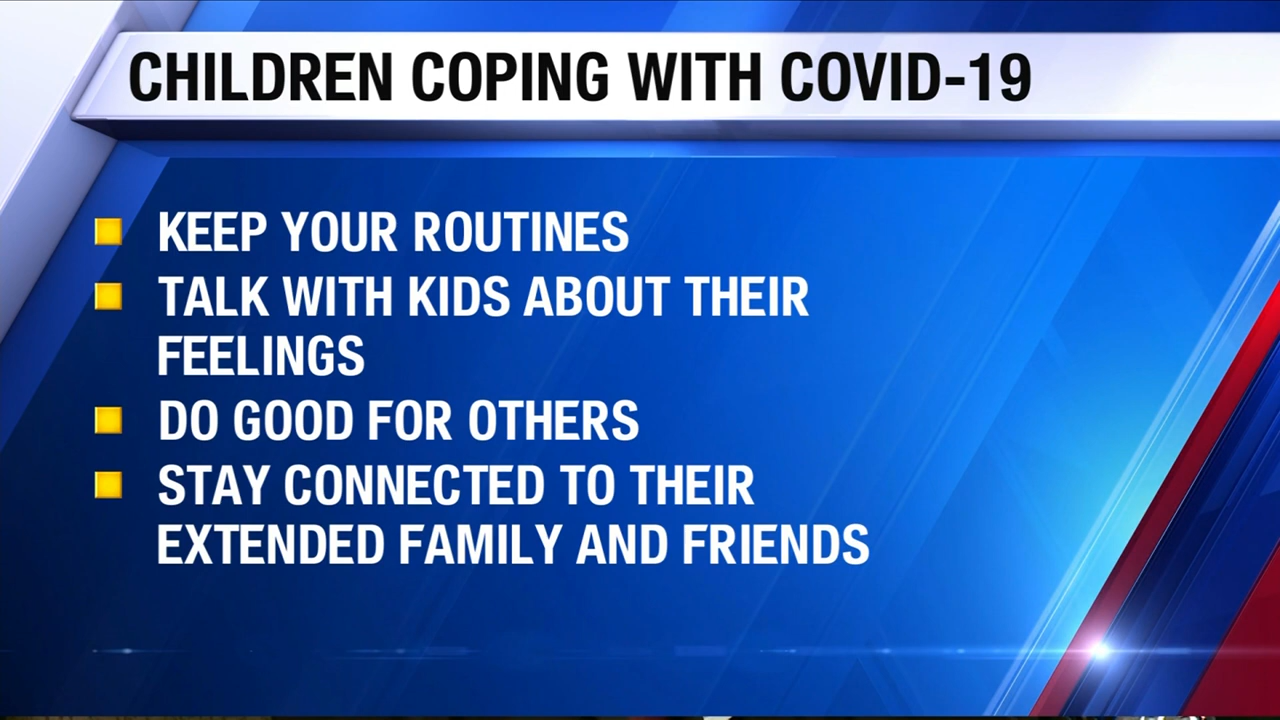 CHILDREN COPING WITH COVID-19
KEEP YOUR ROUTINES
TALK WITH KIDS ABOUT THEIR
FEELINGS
DO GOOD FOR OTHERS
STAY CONNECTED TO THEIR
EXTENDED FAMILY AND FRIENDS